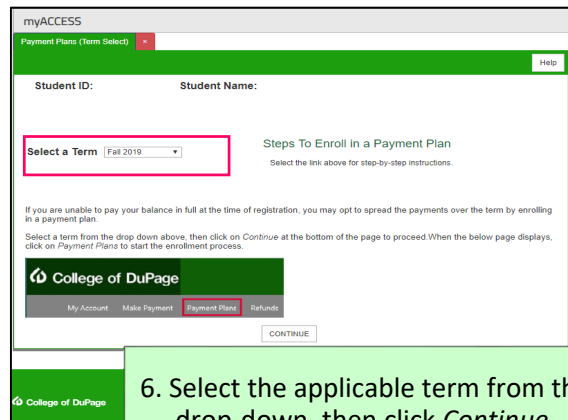 myACCESS
Payment Plans (Term Select) ×
Help
Student ID: Student Name:
Select a Term Fall 2019
Steps To Enroll in a Payment Plan
Select the link above for step-by-step instructions.
If you are unable to pay your balance in full at the time of registration, you may opt to spread the payments over the term by enrolling
in a payment plan.
Select a term from the drop down above, then click on Continue at the bottom of the page to proceed.When the below page displays,
click on Payment Plans to start the enrollment process.
College of DuPage
My Account Make Payment Payment Plans Refunds
CONTINUE
College of DuPage
6. Select the applicable term from th
drop-down, then click Continue